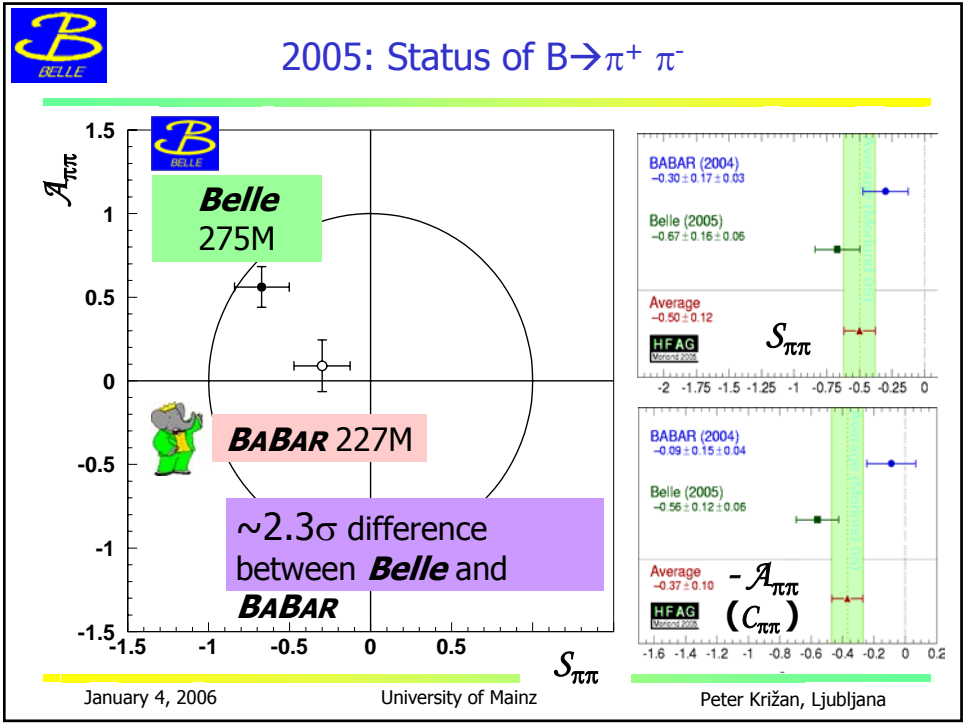 BELLE
2005: Status of B→π⁺ π⁻
𝒜ππ
1.5
1
0.5
0
-0.5
-1
-1.5
BELLE
Belle
275M
BABAR 227M
~2.3σ difference
between Belle and
BABAR
-1.5 -1 -0.5 0 0.5
𝒮ππ
BABAR (2004)
−0.30 ± 0.17 ± 0.03
Belle (2005)
−0.67 ± 0.16 ± 0.06
Average
−0.50 ± 0.12
HFAG
Moriond 2005
𝒮ππ
-2 -1.75 -1.5 -1.25 -1 -0.75 -0.5 -0.25 0
BABAR (2004)
−0.09 ± 0.15 ± 0.04
Belle (2005)
−0.56 ± 0.12 ± 0.06
Average
−0.37 ± 0.10
HFAG
Moriond 2005
- 𝒜ππ
(Cππ)
-1.6 -1.4 -1.2 -1 -0.8 -0.6 -0.4 -0.2 0 0.2
January 4, 2006
University of Mainz
Peter Križan, Ljubljana